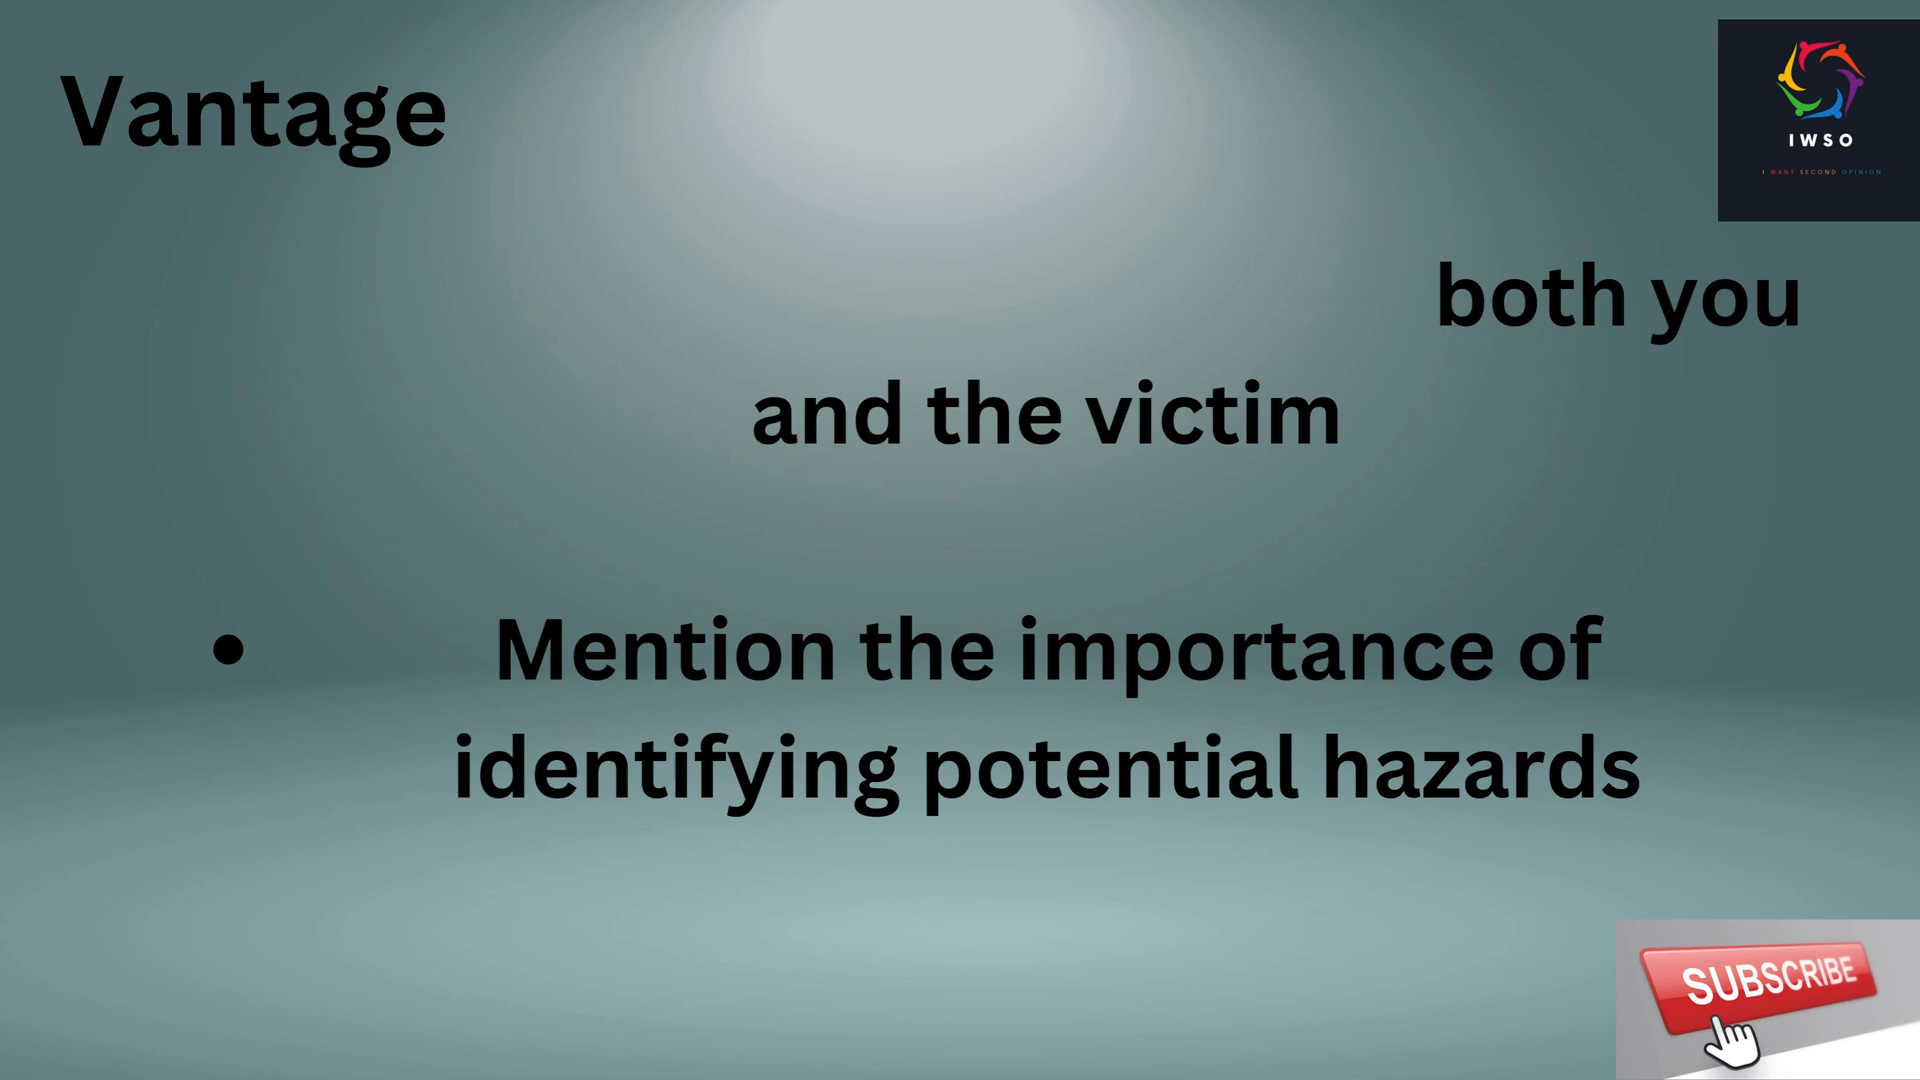 Vantage
IWSO
I WANT SECOND OPINION
both you
and the victim
• Mention the importance of
identifying potential hazards
SUBSCRIBE